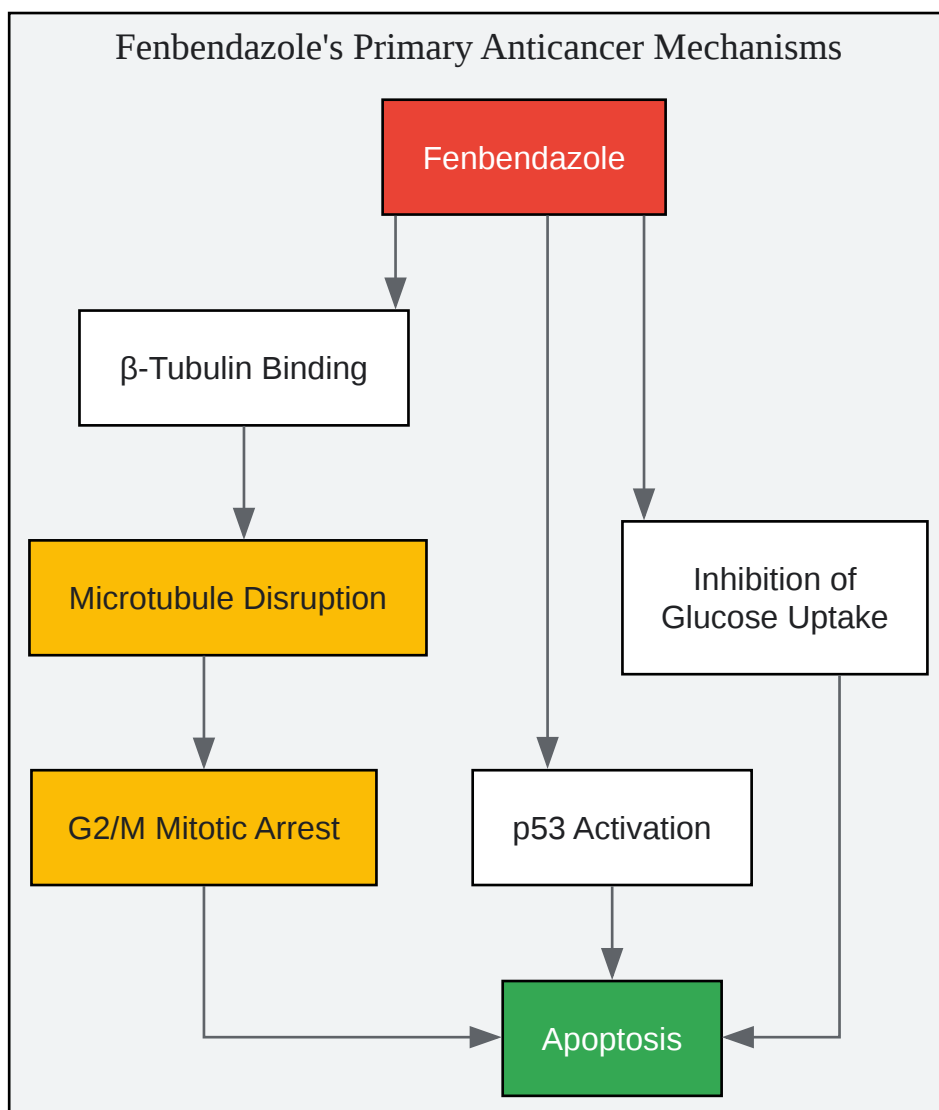 Fenbendazole's Primary Anticancer Mechanisms
Fenbendazole
β-Tubulin Binding
Microtubule Disruption
Inhibition of
Glucose Uptake
G2/M Mitotic Arrest
p53 Activation
Apoptosis